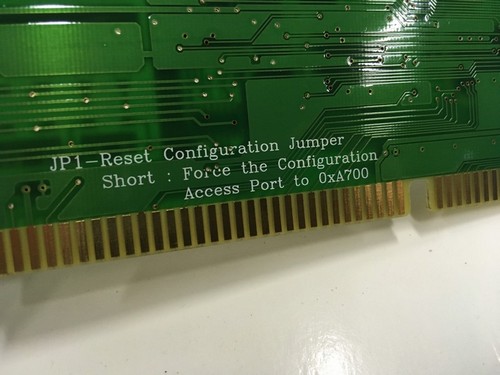 JP1-Reset Configuration Jumper
Short : Force the Configuration
Access Port to 0xA700